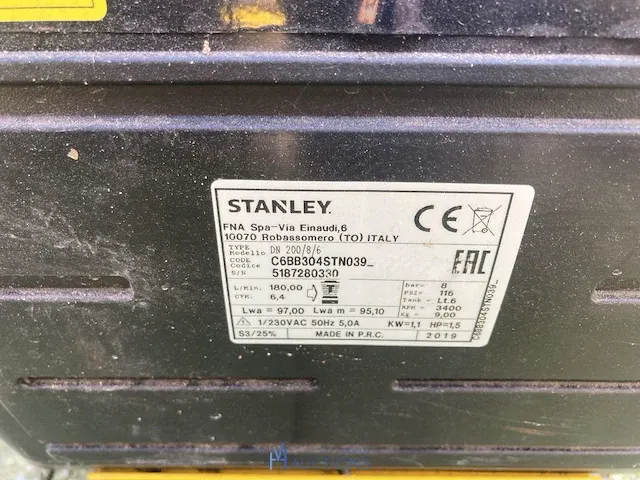 STANLEY.
FNA Spa-Via Einaudi,6
10070 Robassomero (TO) ITALY
TYPE
Modello DN 200/8/6
CODE
Codice C6BB304STN039_
S/N 5187280330
L/min. 180,00
CFM. 6,4
bar= 8
PSI= 116
Tank = Lt.6
RPM = 3400
Kg = 9,00
Lwa = 97,00 Lwa m = 95,10
1/230VAC 50Hz 5,0A KW=1,1 HP=1,5
S3/25% MADE IN P.R.C. 2019
CE
EAC
C6BB304STN039_